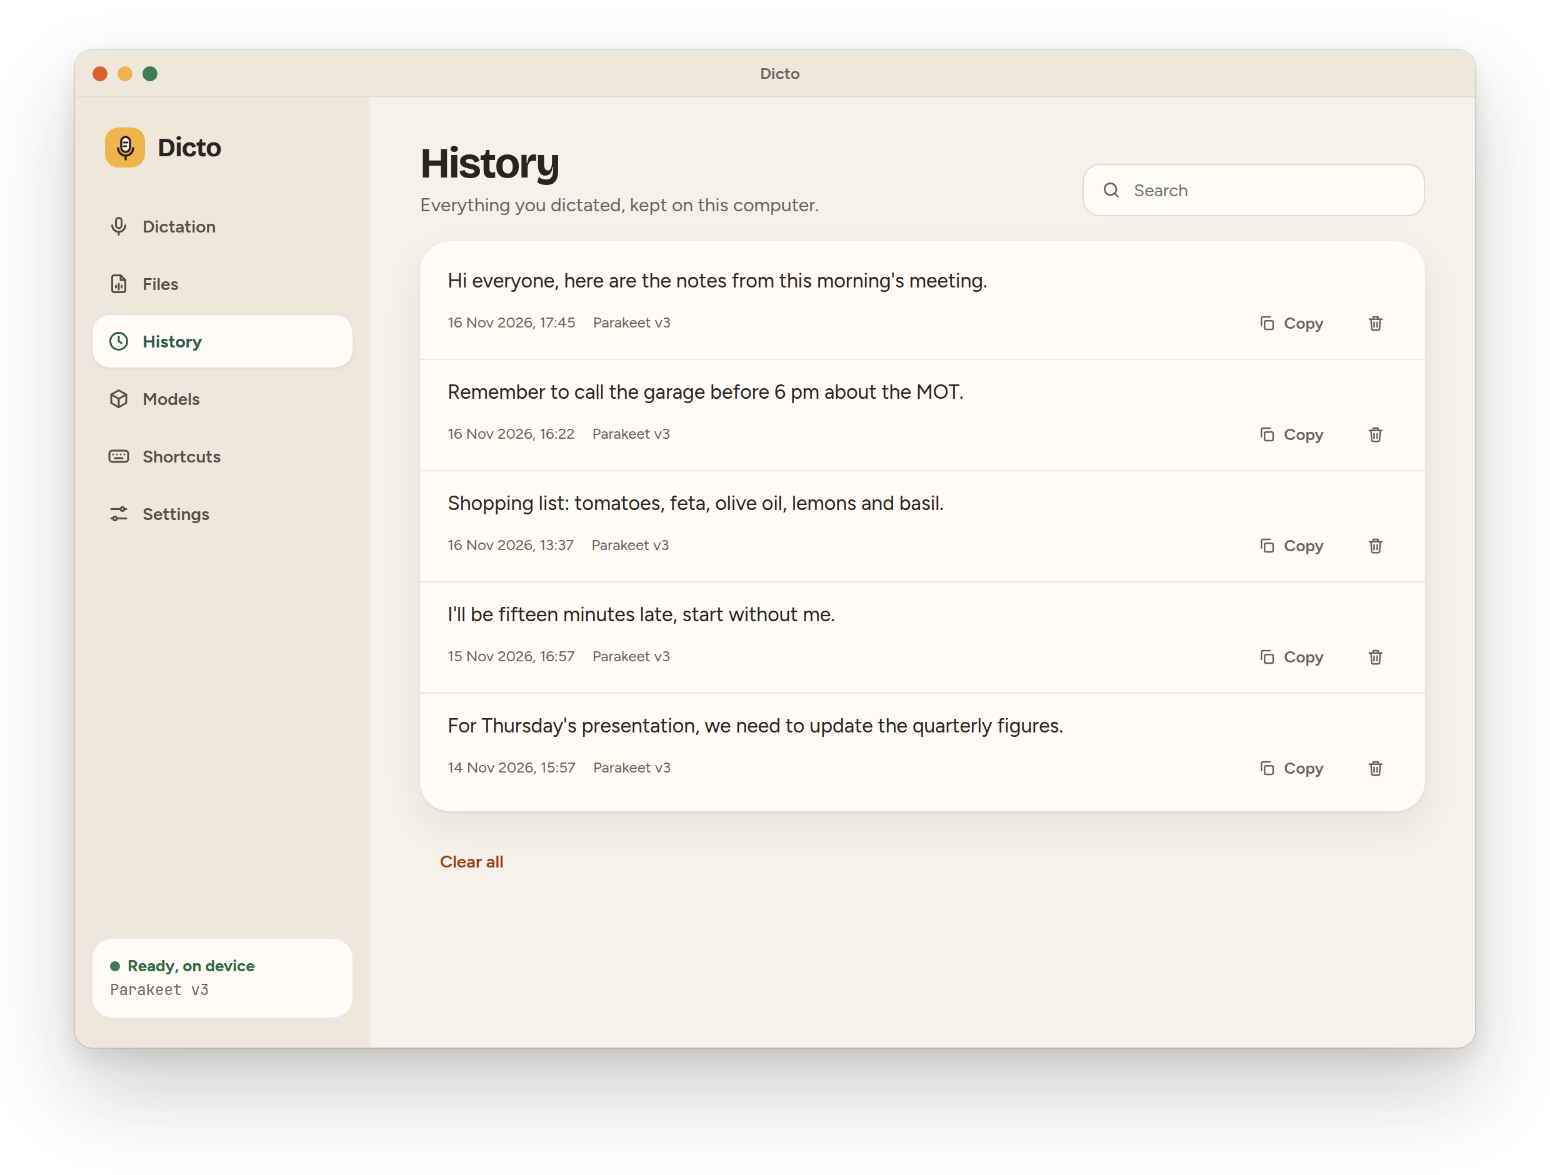 Dicto
Dicto
Dictation
Files
History
Models
Shortcuts
Settings
Ready, on device
Parakeet v3
History
Everything you dictated, kept on this computer.
Search
Hi everyone, here are the notes from this morning's meeting.
16 Nov 2026, 17:45 Parakeet v3 Copy
Remember to call the garage before 6 pm about the MOT.
16 Nov 2026, 16:22 Parakeet v3 Copy
Shopping list: tomatoes, feta, olive oil, lemons and basil.
16 Nov 2026, 13:37 Parakeet v3 Copy
I'll be fifteen minutes late, start without me.
15 Nov 2026, 16:57 Parakeet v3 Copy
For Thursday's presentation, we need to update the quarterly figures.
14 Nov 2026, 15:57 Parakeet v3 Copy
Clear all